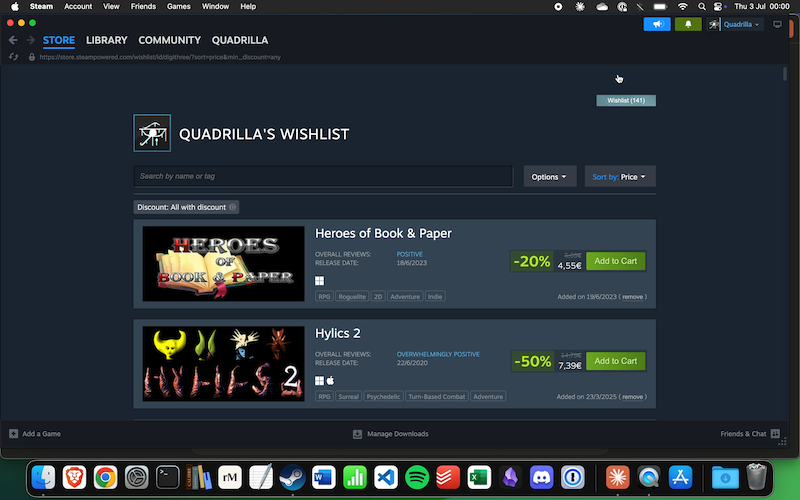 Steam Account View Friends Games Window Help Thu 3 Jul 00:00
Quadrilla
STORE LIBRARY COMMUNITY QUADRILLA
https://store.steampowered.com/wishlist/id/digithree/?sort=price&min_discount=any
Wishlist (141)
QUADRILLA'S WISHLIST
Search by name or tag
Options
Sort by: Price
Discount: All with discount
HEROES OF BOOK & PAPER
Heroes of Book & Paper
OVERALL REVIEWS: POSITIVE
RELEASE DATE: 18/6/2023
-20% 4,55€ Add to Cart
RPG Roguelite 2D Adventure Indie
Added on 19/6/2023 ( remove )
HYLICS 2
Hylics 2
OVERALL REVIEWS: OVERWHELMINGLY POSITIVE
RELEASE DATE: 22/6/2020
-50% 14,79€ 7,39€ Add to Cart
RPG Surreal Psychedelic Turn-Based Combat Adventure
Added on 23/3/2025 ( remove )
Add a Game
Manage Downloads
Friends & Chat
rM